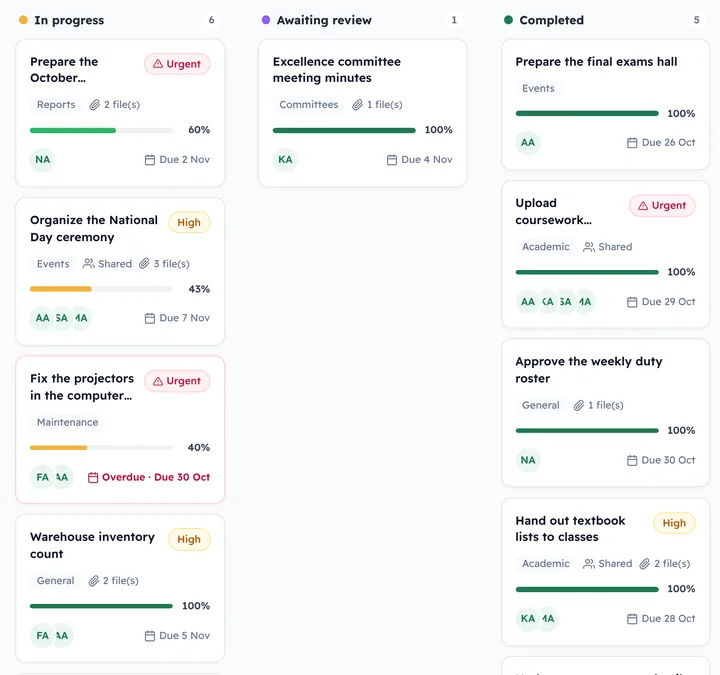 In progress 6
Prepare the October… Urgent
Reports 2 file(s)
60%
NA Due 2 Nov
Organize the National Day ceremony High
Events Shared 3 file(s)
43%
AA SA Due 7 Nov
Fix the projectors in the computer… Urgent
Maintenance
40%
FA AA Overdue · Due 30 Oct
Warehouse inventory count High
General 2 file(s)
100%
FA AA Due 5 Nov
Awaiting review 1
Excellence committee meeting minutes
Committees 1 file(s)
100%
KA Due 4 Nov
Completed 5
Prepare the final exams hall
Events
100%
AA Due 26 Oct
Upload coursework… Urgent
Academic Shared
100%
AA KA SA Due 29 Oct
Approve the weekly duty roster
General 1 file(s)
100%
NA Due 30 Oct
Hand out textbook lists to classes High
Academic Shared 2 file(s)
100%
KA Due 28 Oct